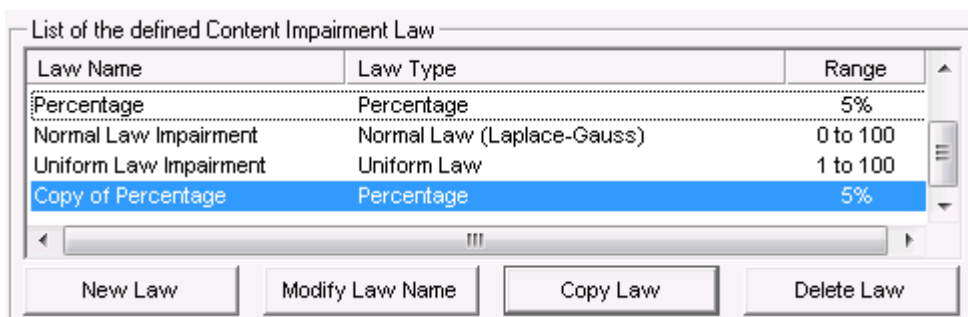 List of the defined Content Impairment Law
Law Name Law Type Range
Percentage Percentage 5%
Normal Law Impairment Normal Law (Laplace-Gauss) 0 to 100
Uniform Law Impairment Uniform Law 1 to 100
Copy of Percentage Percentage 5%
New Law Modify Law Name Copy Law Delete Law